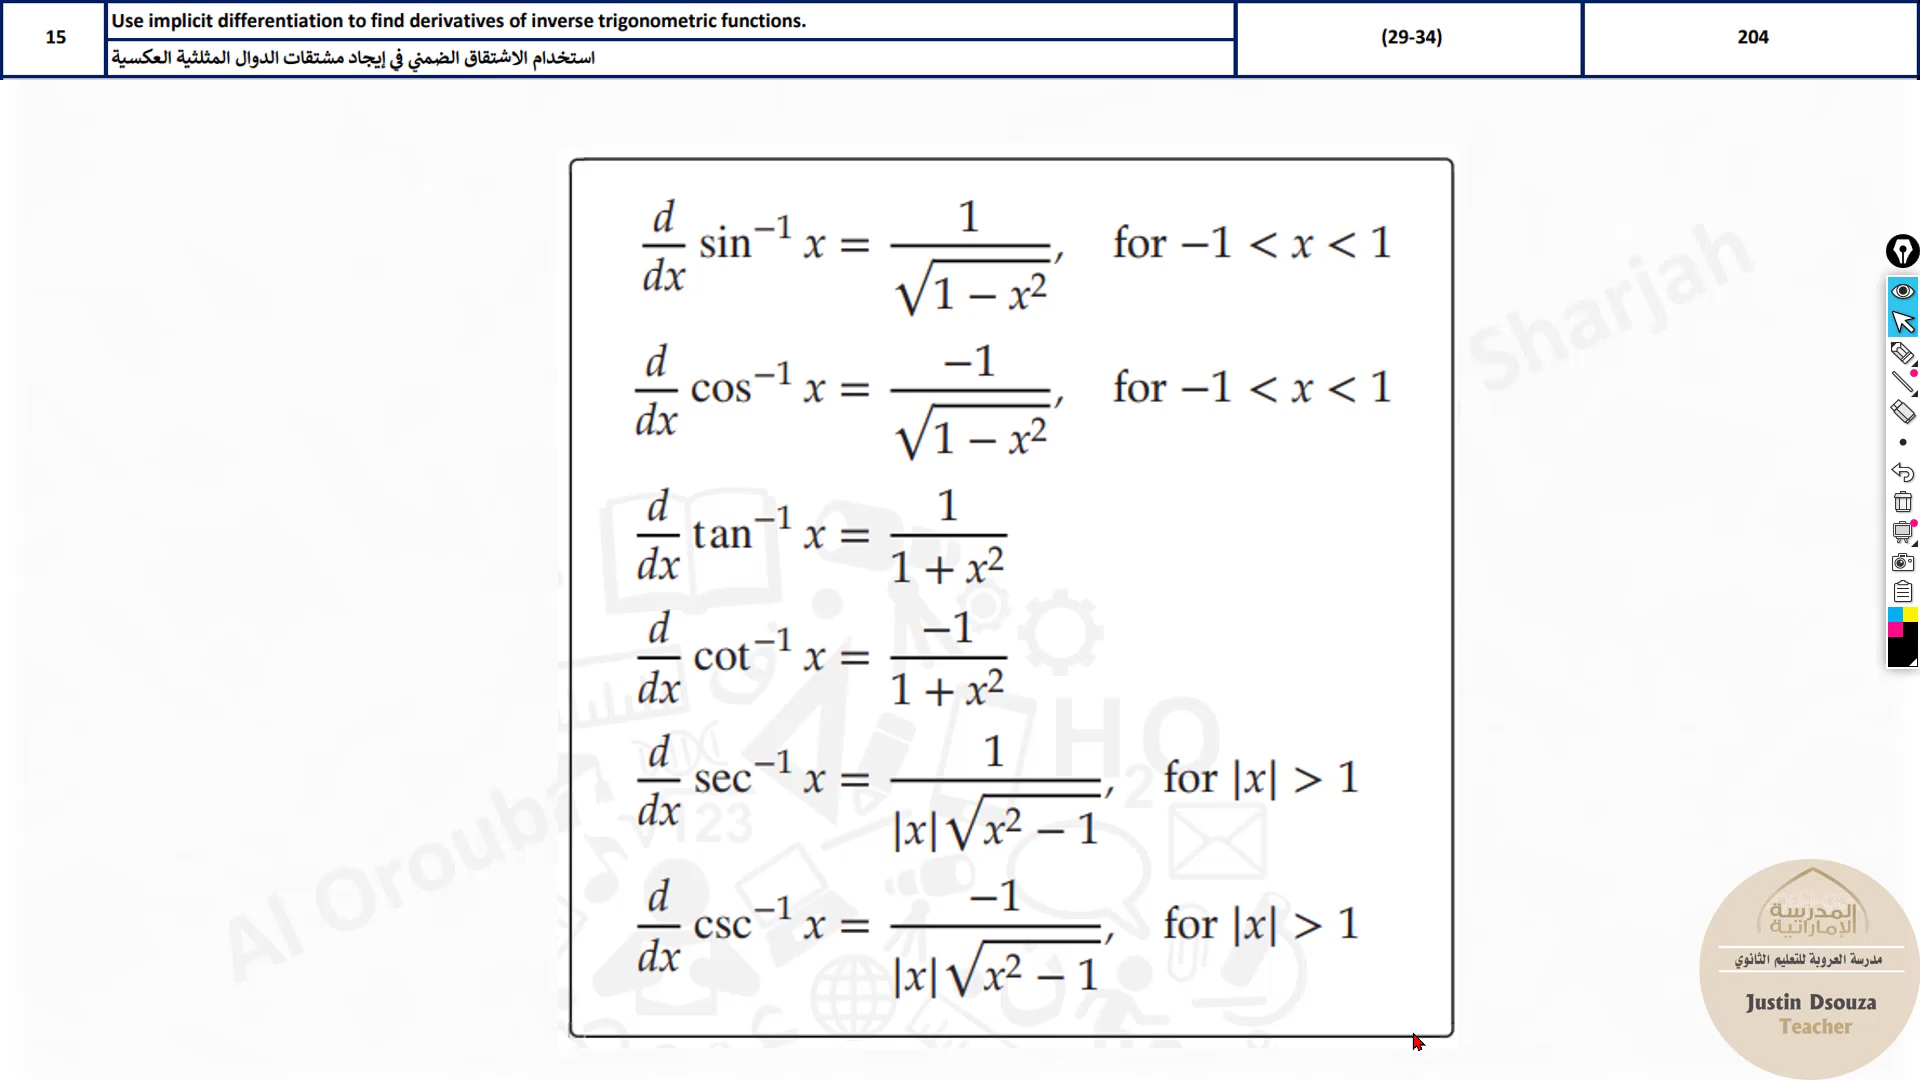 15
Use implicit differentiation to find derivatives of inverse trigonometric functions.
استخدام الاشتقاق الضمني في إيجاد مشتقات الدوال المثلثية العكسية
(29-34)
204
d/dx sin⁻¹ x = 1/√(1 − x²), for −1 < x < 1
d/dx cos⁻¹ x = −1/√(1 − x²), for −1 < x < 1
d/dx tan⁻¹ x = 1/(1 + x²)
d/dx cot⁻¹ x = −1/(1 + x²)
d/dx sec⁻¹ x = 1/(|x|√(x² − 1)), for |x| > 1
d/dx csc⁻¹ x = −1/(|x|√(x² − 1)), for |x| > 1
Al Orouba
Sharjah
H₂O
√123
المدرسة
الإماراتية
مدرسة العروبة للتعليم الثانوي
Justin Dsouza
Teacher